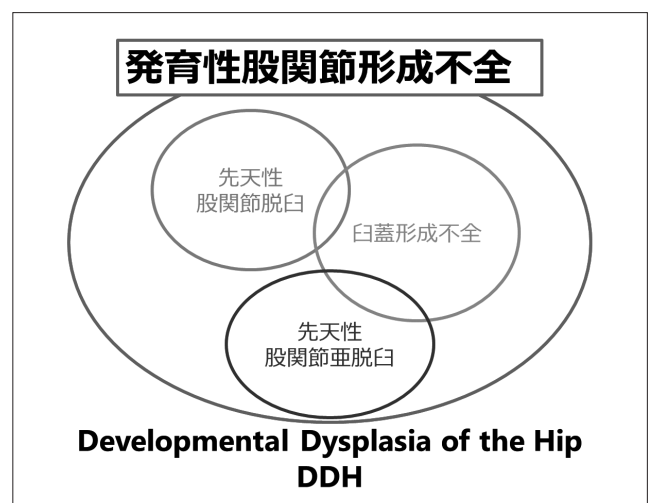 発育性股関節形成不全
先天性
股関節脱臼
臼蓋形成不全
先天性
股関節亜脱臼
Developmental Dysplasia of the Hip
DDH